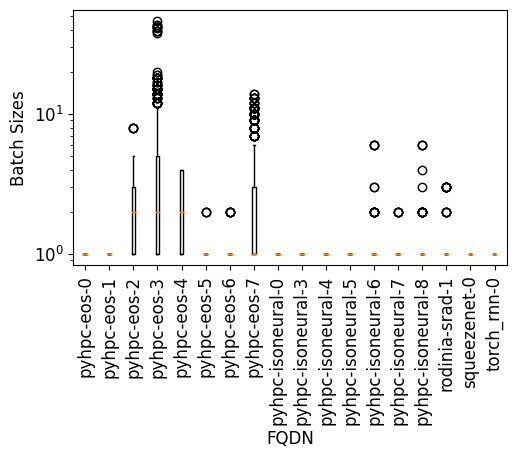 Batch Sizes
10^1
10^0
pyhpc-eos-0
pyhpc-eos-1
pyhpc-eos-2
pyhpc-eos-3
pyhpc-eos-4
pyhpc-eos-5
pyhpc-eos-6
pyhpc-eos-7
pyhpc-isoneural-0
pyhpc-isoneural-3
pyhpc-isoneural-4
pyhpc-isoneural-5
pyhpc-isoneural-6
pyhpc-isoneural-7
pyhpc-isoneural-8
rodinia-srad-1
squeezenet-0
torch_rnn-0
FQDN